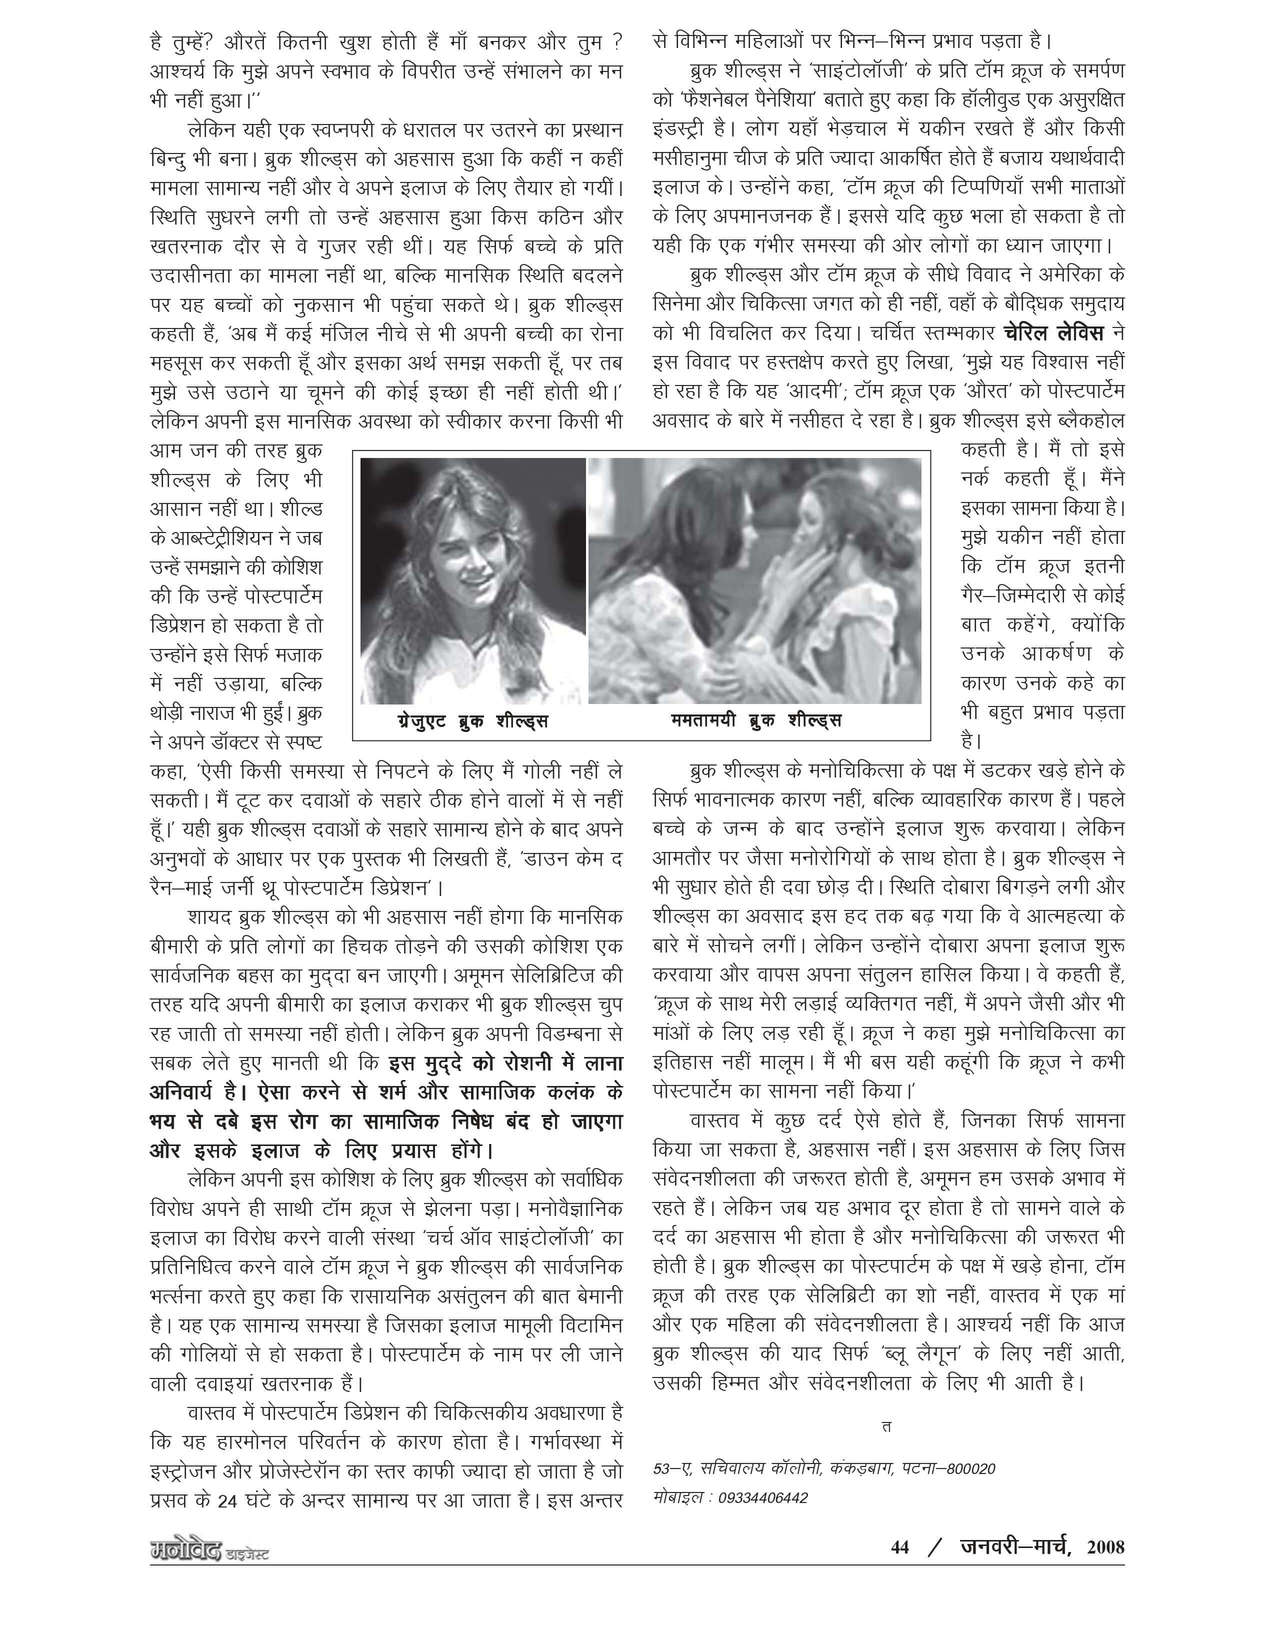 है तुम्हें? औरतें कितनी खुश होती हैं माँ बनकर और तुम ?
आश्चर्य कि मुझे अपने स्वभाव के विपरीत उन्हें संभालने का मन
भी नहीं हुआ।''
लेकिन यही एक स्वप्नपरी के धरातल पर उतरने का प्रस्थान
बिन्दु भी बना। ब्रुक शील्ड्स को अहसास हुआ कि कहीं न कहीं
मामला सामान्य नहीं और वे अपने इलाज के लिए तैयार हो गयीं।
स्थिति सुधरने लगी तो उन्हें अहसास हुआ किस कठिन और
खतरनाक दौर से वे गुजर रही थीं। यह सिर्फ बच्चे के प्रति
उदासीनता का मामला नहीं था, बल्कि मानसिक स्थिति बदलने
पर यह बच्चों को नुकसान भी पहुंचा सकते थे। ब्रुक शील्ड्स
कहती हैं, 'अब मैं कई मंजिल नीचे से भी अपनी बच्ची का रोना
महसूस कर सकती हूँ और इसका अर्थ समझ सकती हूँ, पर तब
मुझे उसे उठाने या चूमने की कोई इच्छा ही नहीं होती थी।'
लेकिन अपनी इस मानसिक अवस्था को स्वीकार करना किसी भी
आम जन की तरह ब्रुक
शील्ड्स के लिए भी
आसान नहीं था। शील्ड
के आब्स्टेट्रीशियन ने जब
उन्हें समझाने की कोशिश
की कि उन्हें पोस्टपार्टेम
डिप्रेशन हो सकता है तो
उन्होंने इसे सिर्फ मजाक
में नहीं उड़ाया, बल्कि
थोड़ी नाराज भी हुईं। ब्रुक
ने अपने डॉक्टर से स्पष्ट
कहा, 'ऐसी किसी समस्या से निपटने के लिए मैं गोली नहीं ले
सकती। मैं टूट कर दवाओं के सहारे ठीक होने वालों में से नहीं
हूँ।' यही ब्रुक शील्ड्स दवाओं के सहारे सामान्य होने के बाद अपने
अनुभवों के आधार पर एक पुस्तक भी लिखती हैं, 'डाउन केम द
रैन–माई जर्नी थ्रू पोस्टपार्टेम डिप्रेशन'।
शायद ब्रुक शील्ड्स को भी अहसास नहीं होगा कि मानसिक
बीमारी के प्रति लोगों का हिचक तोड़ने की उसकी कोशिश एक
सार्वजनिक बहस का मुद्दा बन जाएगी। अमूमन सेलिब्रिटिज की
तरह यदि अपनी बीमारी का इलाज कराकर भी ब्रुक शील्ड्स चुप
रह जाती तो समस्या नहीं होती। लेकिन ब्रुक अपनी विडम्बना से
सबक लेते हुए मानती थी कि इस मुद्दे को रोशनी में लाना
अनिवार्य है। ऐसा करने से शर्म और सामाजिक कलंक के
भय से दबे इस रोग का सामाजिक निषेध बंद हो जाएगा
और इसके इलाज के लिए प्रयास होंगे।
लेकिन अपनी इस कोशिश के लिए ब्रुक शील्ड्स को सर्वाधिक
विरोध अपने ही साथी टॉम क्रूज से झेलना पड़ा। मनोवैज्ञानिक
इलाज का विरोध करने वाली संस्था 'चर्च ऑव साइंटोलॉजी' का
प्रतिनिधित्व करने वाले टॉम क्रूज ने ब्रुक शील्ड्स की सार्वजनिक
भर्त्सना करते हुए कहा कि रासायनिक असंतुलन की बात बेमानी
है। यह एक सामान्य समस्या है जिसका इलाज मामूली विटामिन
की गोलियों से हो सकता है। पोस्टपार्टेम के नाम पर ली जाने
वाली दवाइयां खतरनाक हैं।
वास्तव में पोस्टपार्टेम डिप्रेशन की चिकित्सकीय अवधारणा है
कि यह हारमोनल परिवर्तन के कारण होता है। गर्भावस्था में
इस्ट्रोजन और प्रोजेस्टेरॉन का स्तर काफी ज्यादा हो जाता है जो
प्रसव के 24 घंटे के अन्दर सामान्य पर आ जाता है। इस अन्तर
से विभिन्न महिलाओं पर भिन्न–भिन्न प्रभाव पड़ता है।
ब्रुक शील्ड्स ने 'साइंटोलॉजी' के प्रति टॉम क्रूज के समर्पण
को 'फैशनेबल पैनेशिया' बताते हुए कहा कि हॉलीवुड एक असुरक्षित
इंडस्ट्री है। लोग यहाँ भेड़चाल में यकीन रखते हैं और किसी
मसीहानुमा चीज के प्रति ज्यादा आकर्षित होते हैं बजाय यथार्थवादी
इलाज के। उन्होंने कहा, 'टॉम क्रूज की टिप्पणियाँ सभी माताओं
के लिए अपमानजनक हैं। इससे यदि कुछ भला हो सकता है तो
यही कि एक गंभीर समस्या की ओर लोगों का ध्यान जाएगा।
ब्रुक शील्ड्स और टॉम क्रूज के सीधे विवाद ने अमेरिका के
सिनेमा और चिकित्सा जगत को ही नहीं, वहाँ के बौद्धिक समुदाय
को भी विचलित कर दिया। चर्चित स्तम्भकार चेरिल लेविस ने
इस विवाद पर हस्तक्षेप करते हुए लिखा, 'मुझे यह विश्वास नहीं
हो रहा है कि यह 'आदमी'; टॉम क्रूज एक 'औरत' को पोस्टपार्टेम
अवसाद के बारे में नसीहत दे रहा है। ब्रुक शील्ड्स इसे ब्लैकहोल
कहती है। मैं तो इसे
नर्क कहती हूँ। मैंने
इसका सामना किया है।
मुझे यकीन नहीं होता
कि टॉम क्रूज इतनी
गैर–जिम्मेदारी से कोई
बात कहेंगे, क्योंकि
उनके आकर्षण के
कारण उनके कहे का
भी बहुत प्रभाव पड़ता
है।
ग्रेजुएट ब्रुक शील्ड्स
ममतामयी ब्रुक शील्ड्स
ब्रुक शील्ड्स के मनोचिकित्सा के पक्ष में डटकर खड़े होने के
सिर्फ भावनात्मक कारण नहीं, बल्कि व्यावहारिक कारण हैं। पहले
बच्चे के जन्म के बाद उन्होंने इलाज शुरू करवाया। लेकिन
आमतौर पर जैसा मनोरोगियों के साथ होता है। ब्रुक शील्ड्स ने
भी सुधार होते ही दवा छोड़ दी। स्थिति दोबारा बिगड़ने लगी और
शील्ड्स का अवसाद इस हद तक बढ़ गया कि वे आत्महत्या के
बारे में सोचने लगीं। लेकिन उन्होंने दोबारा अपना इलाज शुरू
करवाया और वापस अपना संतुलन हासिल किया। वे कहती हैं,
'क्रूज के साथ मेरी लड़ाई व्यक्तिगत नहीं, मैं अपने जैसी और भी
मांओं के लिए लड़ रही हूँ। क्रूज ने कहा मुझे मनोचिकित्सा का
इतिहास नहीं मालूम। मैं भी बस यही कहूंगी कि क्रूज ने कभी
पोस्टपार्टेम का सामना नहीं किया।'
वास्तव में कुछ दर्द ऐसे होते हैं, जिनका सिर्फ सामना
किया जा सकता है, अहसास नहीं। इस अहसास के लिए जिस
संवेदनशीलता की जरूरत होती है, अमूमन हम उसके अभाव में
रहते हैं। लेकिन जब यह अभाव दूर होता है तो सामने वाले के
दर्द का अहसास भी होता है और मनोचिकित्सा की जरूरत भी
होती है। ब्रुक शील्ड्स का पोस्टपार्टम के पक्ष में खड़े होना, टॉम
क्रूज की तरह एक सेलिब्रिटी का शो नहीं, वास्तव में एक मां
और एक महिला की संवेदनशीलता है। आश्चर्य नहीं कि आज
ब्रुक शील्ड्स की याद सिर्फ 'ब्लू लैगून' के लिए नहीं आती,
उसकी हिम्मत और संवेदनशीलता के लिए भी आती है।
त
53–ए, सचिवालय कॉलोनी, कंकड़बाग, पटना–800020
मोबाइल : 09334406442
मनोवेद डाइजेस्ट
44 / जनवरी–मार्च, 2008